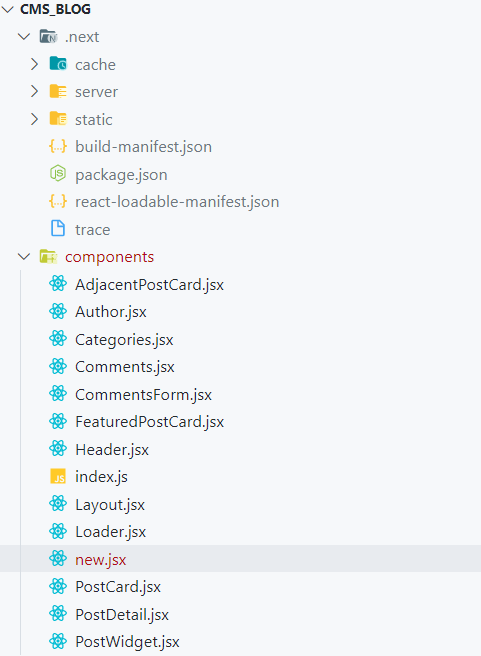 CMS_BLOG
.next
cache
server
static
build-manifest.json
package.json
react-loadable-manifest.json
trace
components
AdjacentPostCard.jsx
Author.jsx
Categories.jsx
Comments.jsx
CommentsForm.jsx
FeaturedPostCard.jsx
Header.jsx
index.js
Layout.jsx
Loader.jsx
new.jsx
PostCard.jsx
PostDetail.jsx
PostWidget.jsx